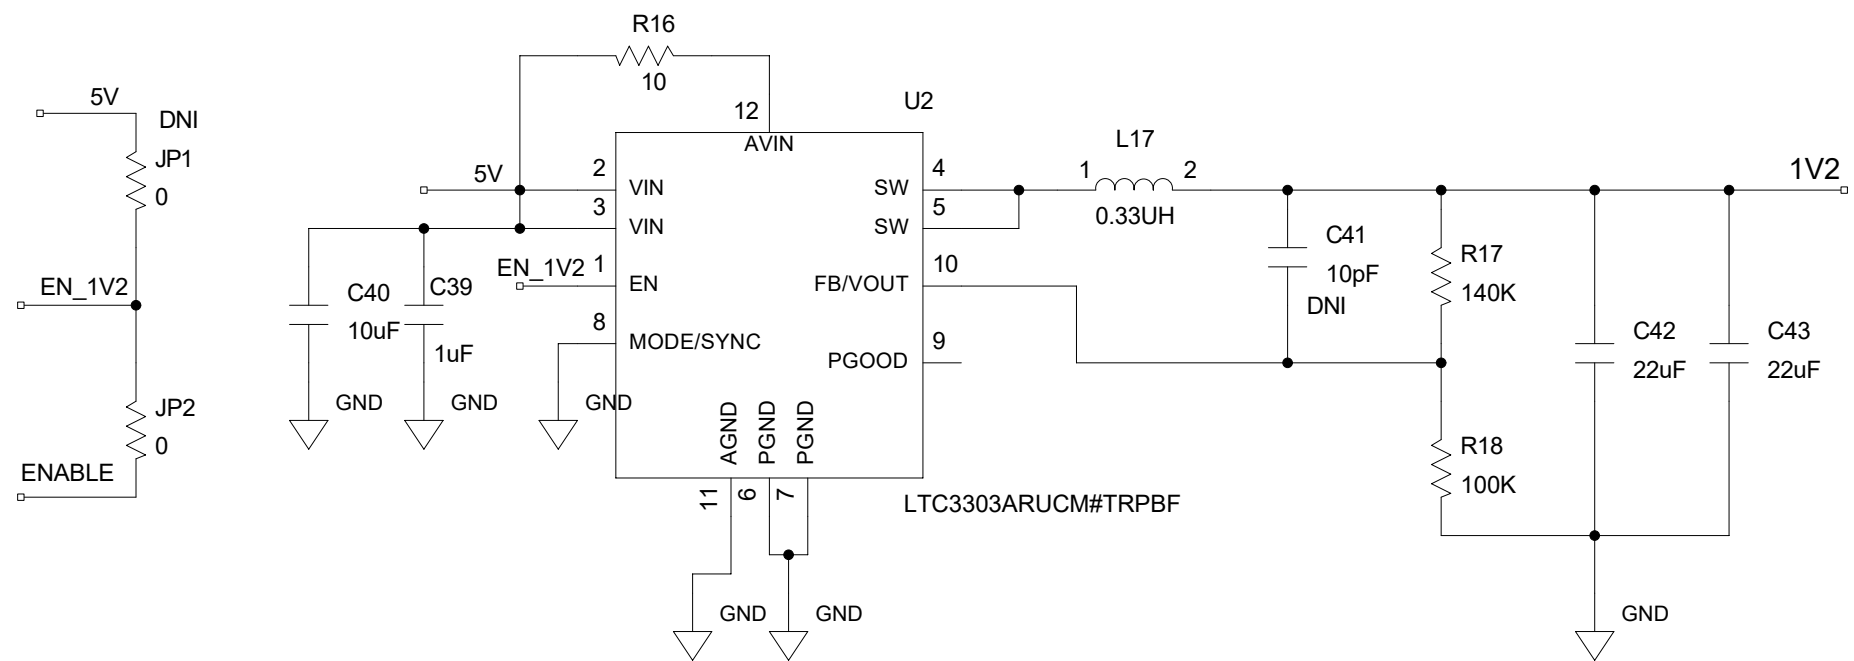 R16
10
5V
DNI
JP1
0
EN_1V2
JP2
0
ENABLE
5V
C40
10uF
C39
1uF
GND
GND
GND
EN_1V2
U2
12
AVIN
2
VIN
3
VIN
1
EN
8
MODE/SYNC
4
SW
5
SW
10
FB/VOUT
9
PGOOD
AGND
PGND
PGND
11
6
7
LTC3303ARUCM#TRPBF
GND
GND
L17
1
2
0.33UH
1V2
C41
10pF
DNI
R17
140K
R18
100K
C42
22uF
C43
22uF
GND